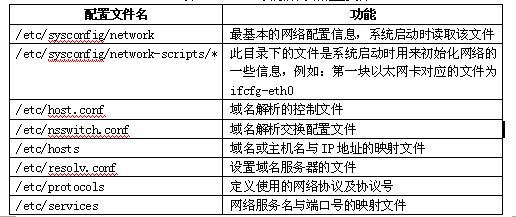 配置文件名 功能
/etc/sysconfig/network 最基本的网络配置信息，系统启动时读取该文件
/etc/sysconfig/network-scripts/* 此目录下的文件是系统启动时用来初始化网络的
一些信息，例如：第一块以太网卡对应的文件为
ifcfg-eth0
/etc/host.conf 域名解析的控制文件
/etc/nsswitch.conf 域名解析交换配置文件
/etc/hosts 域名或主机名与IP地址的映射文件
/etc/resolv.conf 设置域名服务器的文件
/etc/protocols 定义使用的网络协议及协议号
/etc/services 网络服务名与端口号的映射文件